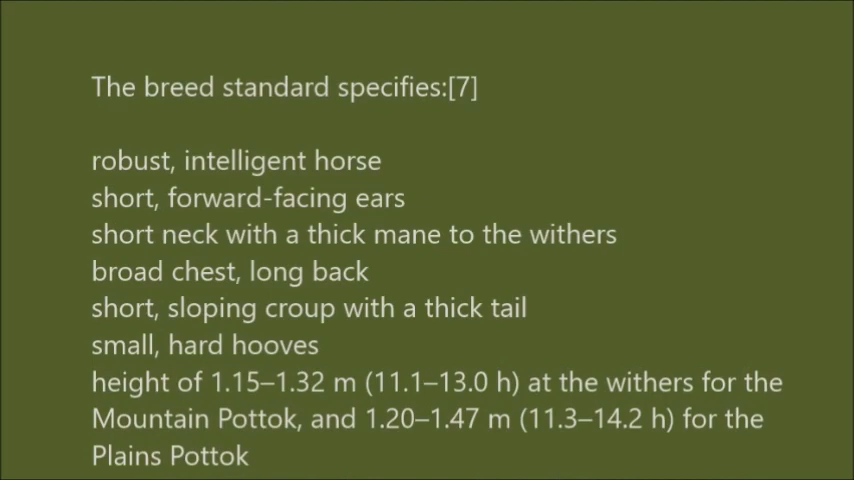 The breed standard specifies:[7]
robust, intelligent horse
short, forward-facing ears
short neck with a thick mane to the withers
broad chest, long back
short, sloping croup with a thick tail
small, hard hooves
height of 1.15–1.32 m (11.1–13.0 h) at the withers for the
Mountain Pottok, and 1.20–1.47 m (11.3–14.2 h) for the
Plains Pottok